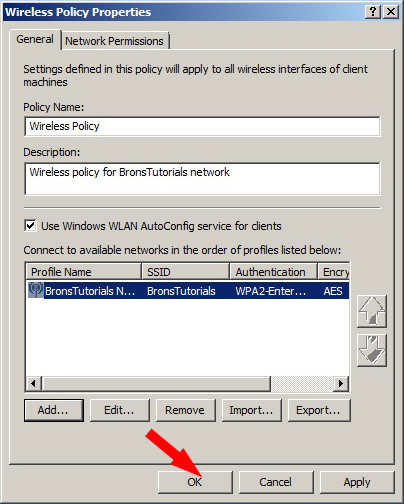 Wireless Policy Properties
General
Network Permissions
Settings defined in this policy will apply to all wireless interfaces of client
machines
Policy Name:
Wireless Policy
Description:
Wireless policy for BronsTutorials network
Use Windows WLAN AutoConfig service for clients
Connect to available networks in the order of profiles listed below:
Profile Name SSID Authentication Encry
BronsTutorials N... BronsTutorials WPA2-Enter... AES
Add... Edit... Remove Import... Export...
OK Cancel Apply